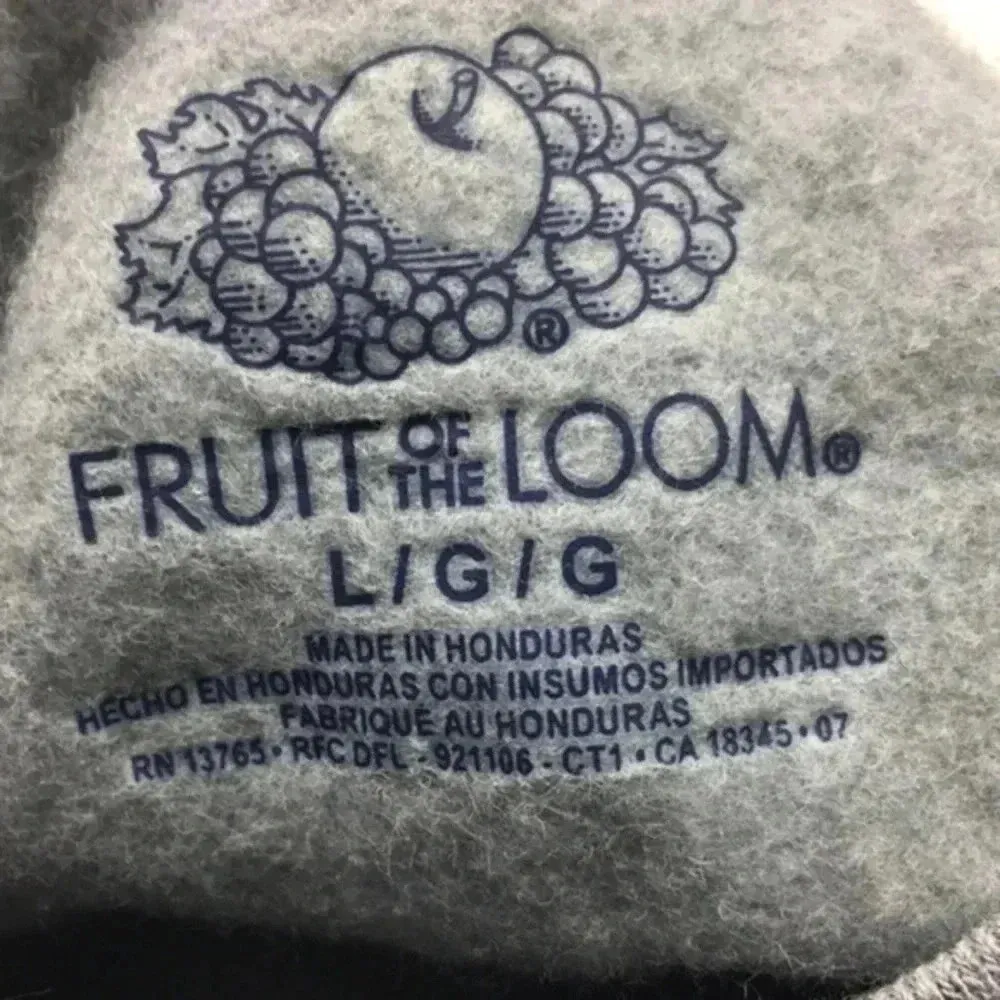 ®
FRUIT OF THE LOOM®
L/G/G
MADE IN HONDURAS
HECHO EN HONDURAS CON INSUMOS IMPORTADOS
FABRIQUÉ AU HONDURAS
RN 13765 • RFC DFL - 921106 - CT1 • CA 18345 • 07